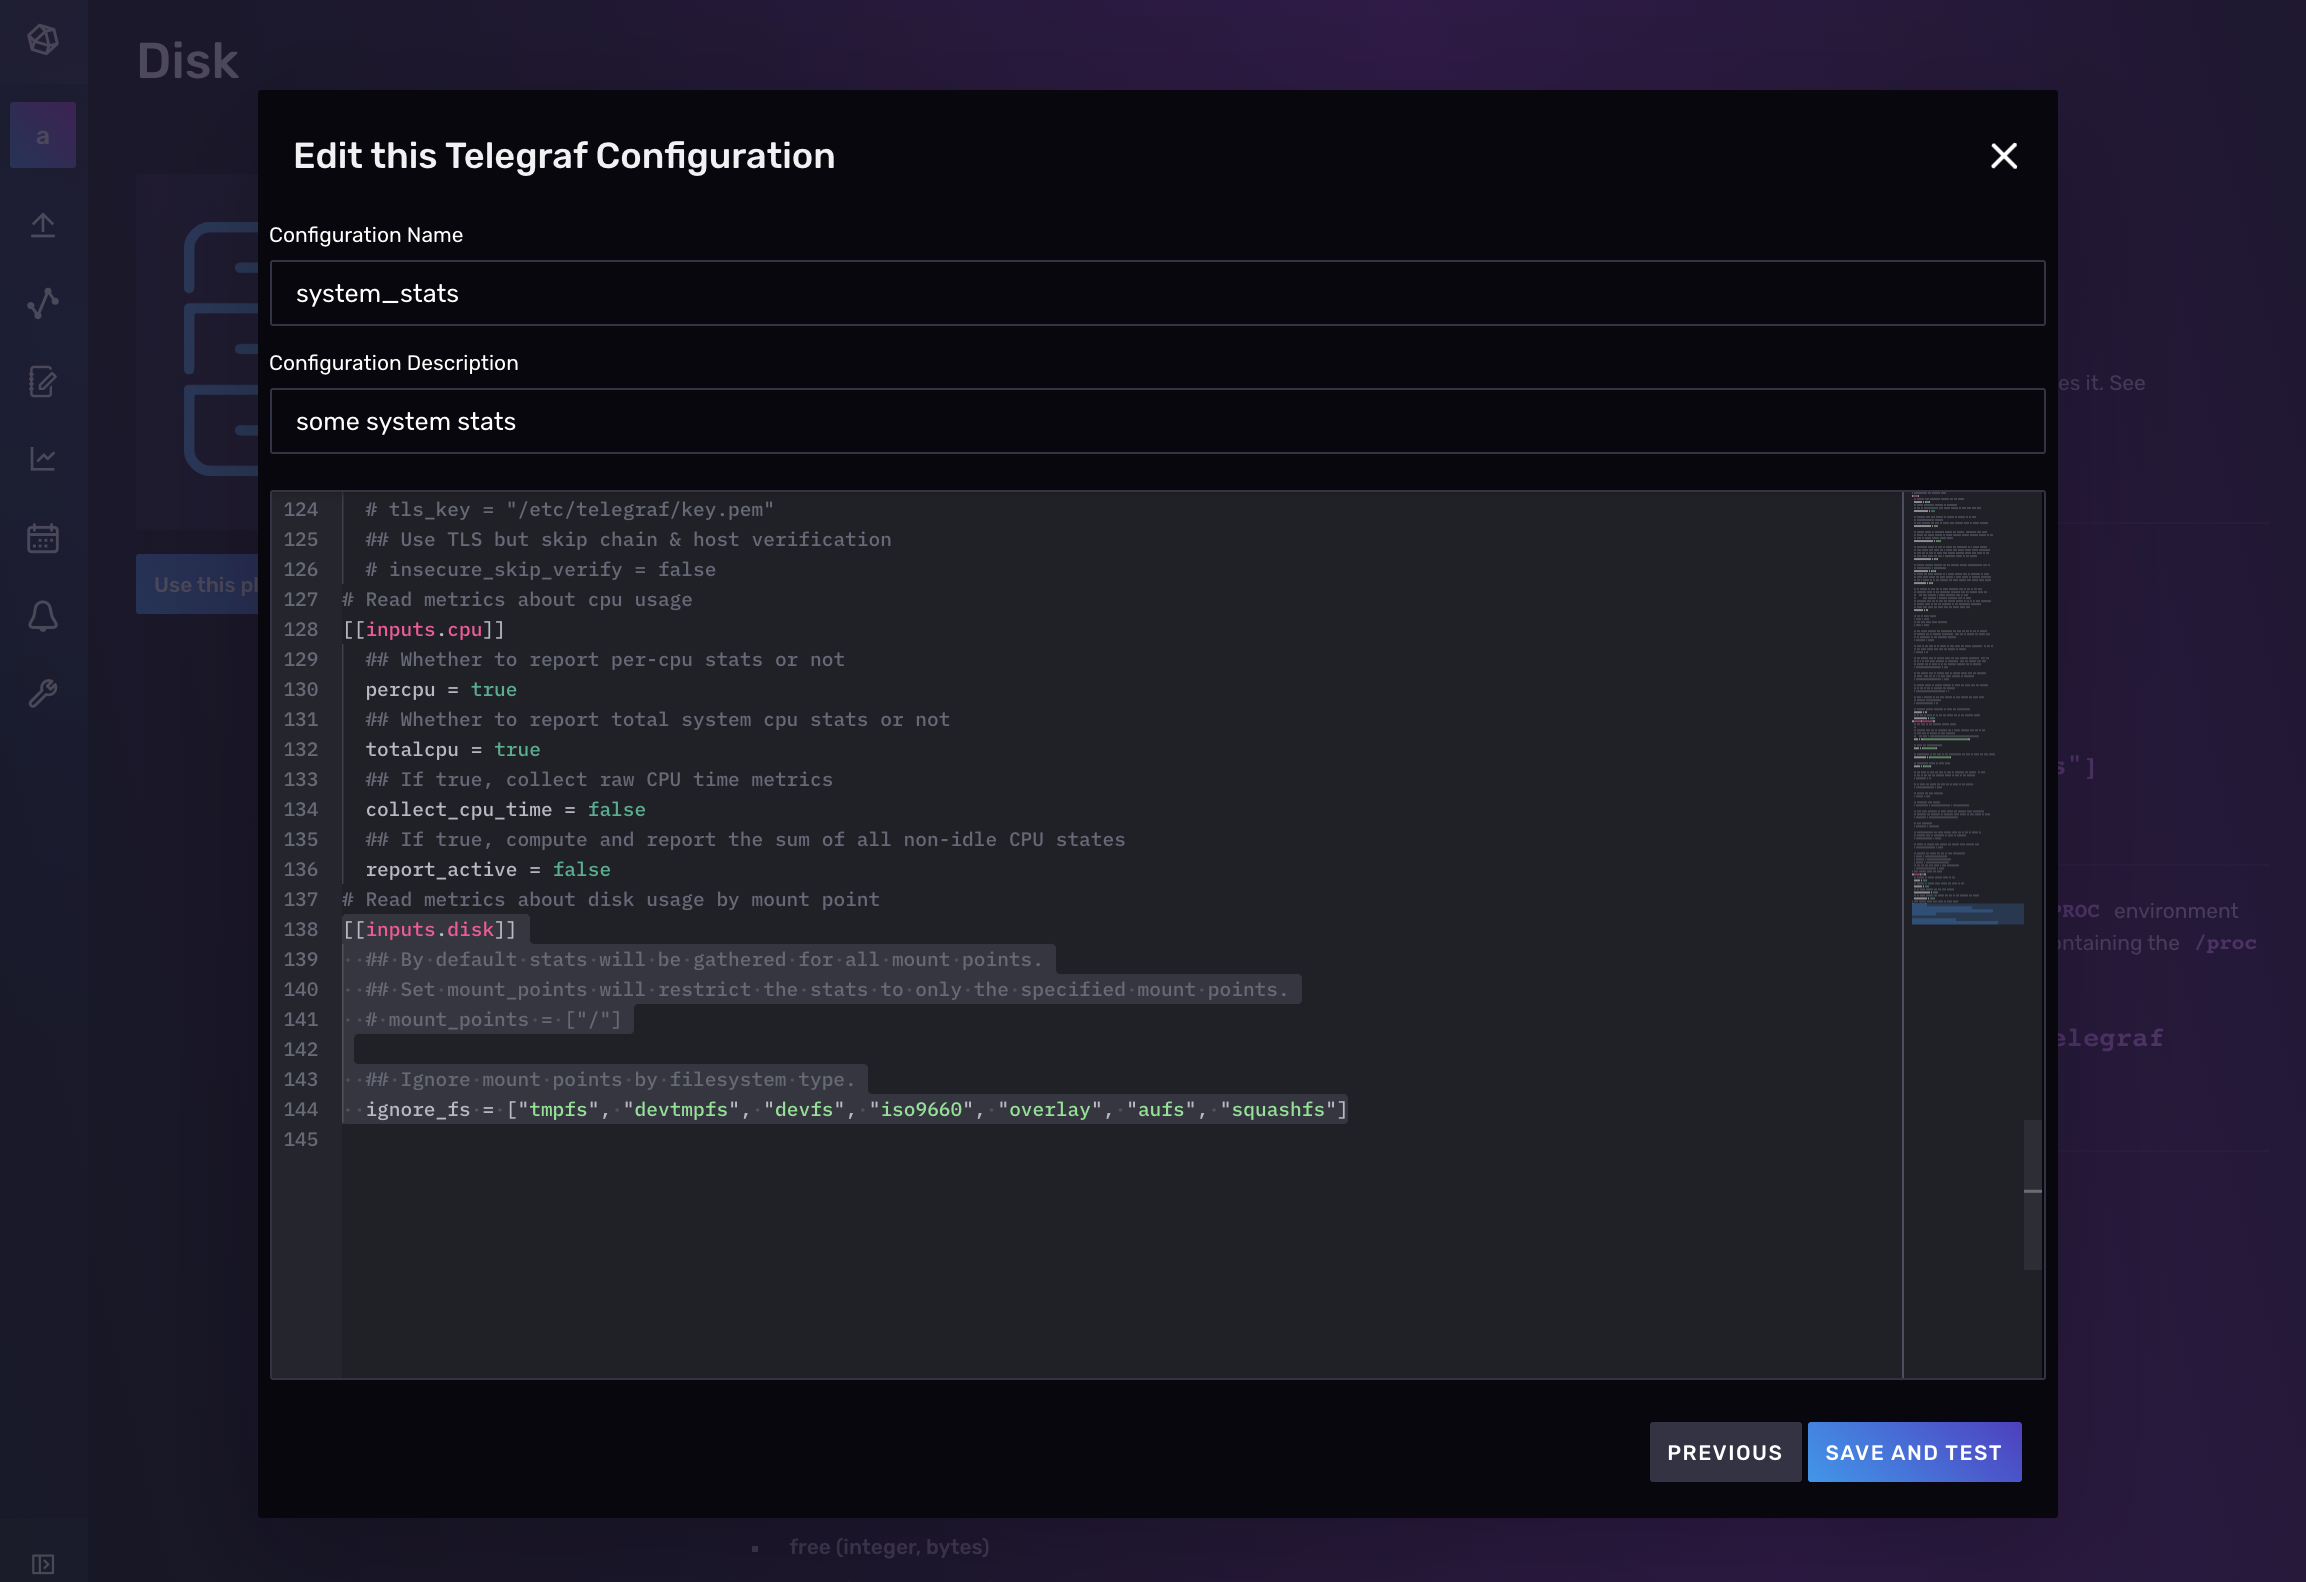 Disk
a
Edit this Telegraf Configuration
Configuration Name
system_stats
Configuration Description
some system stats
es it. See
Use this pl
124 # tls_key = "/etc/telegraf/key.pem"
125 ## Use TLS but skip chain & host verification
126 # insecure_skip_verify = false
127 # Read metrics about cpu usage
128 [[inputs.cpu]]
129 ## Whether to report per-cpu stats or not
130 percpu = true
131 ## Whether to report total system cpu stats or not
132 totalcpu = true
133 ## If true, collect raw CPU time metrics
134 collect_cpu_time = false
135 ## If true, compute and report the sum of all non-idle CPU states
136 report_active = false
137 # Read metrics about disk usage by mount point
138 [[inputs.disk]]
139 ## By default stats will be gathered for all mount points.
140 ## Set mount_points will restrict the stats to only the specified mount points.
141 # mount_points = ["/"]
142
143 ## Ignore mount points by filesystem type.
144 ignore_fs = ["tmpfs", "devtmpfs", "devfs", "iso9660", "overlay", "aufs", "squashfs"]
145
s"]
PROC environment
ontaining the /proc
elegraf
PREVIOUS
SAVE AND TEST
free (integer, bytes)